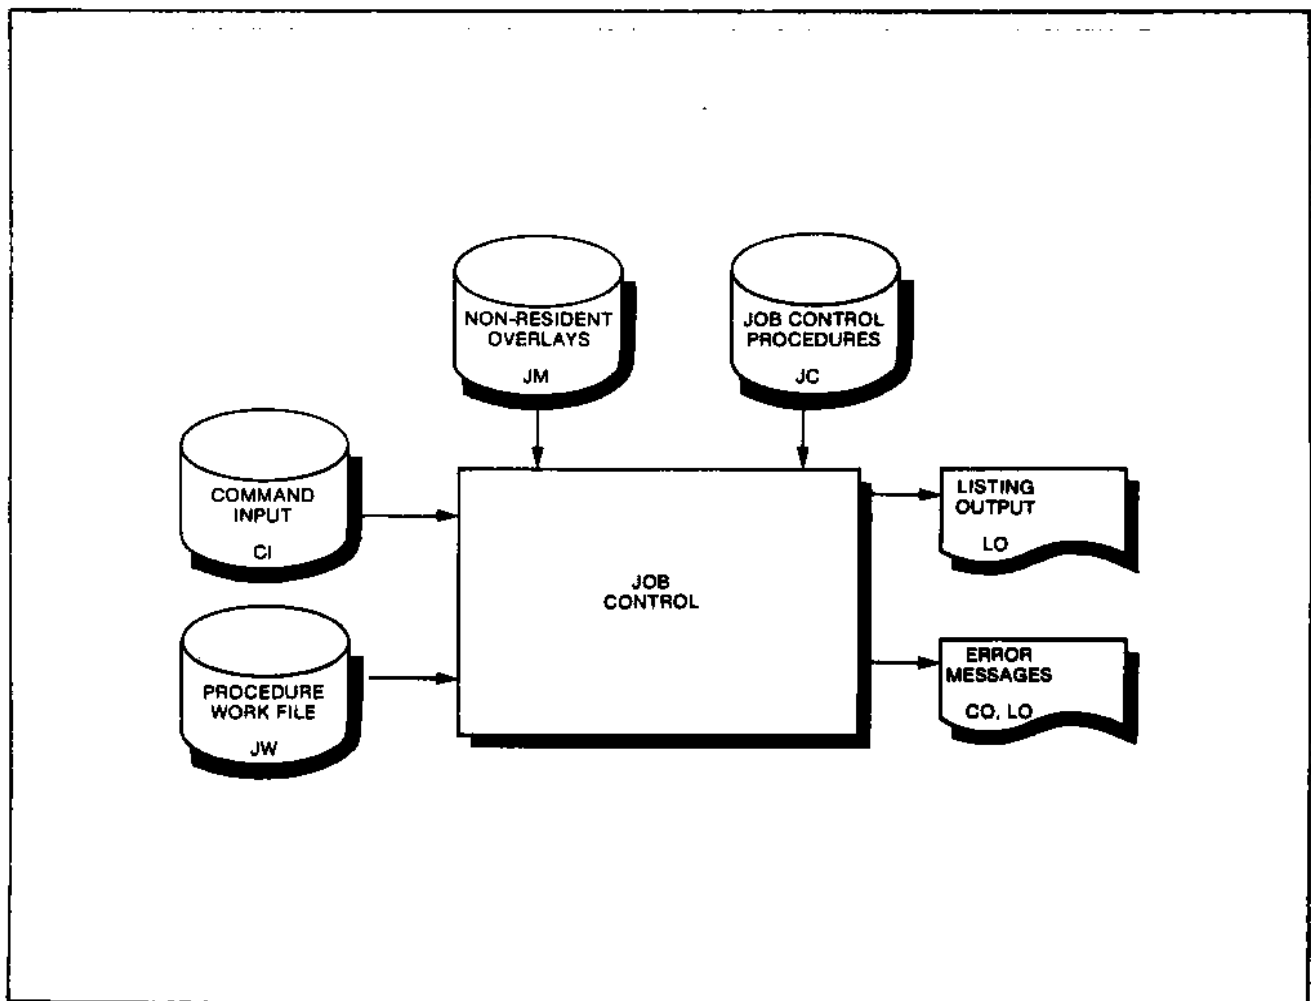 NON-RESIDENT
OVERLAYS
JM
JOB CONTROL
PROCEDURES
JC
COMMAND
INPUT
CI
LISTING
OUTPUT
LO
JOB
CONTROL
PROCEDURE
WORK FILE
JW
ERROR
MESSAGES
CO, LO